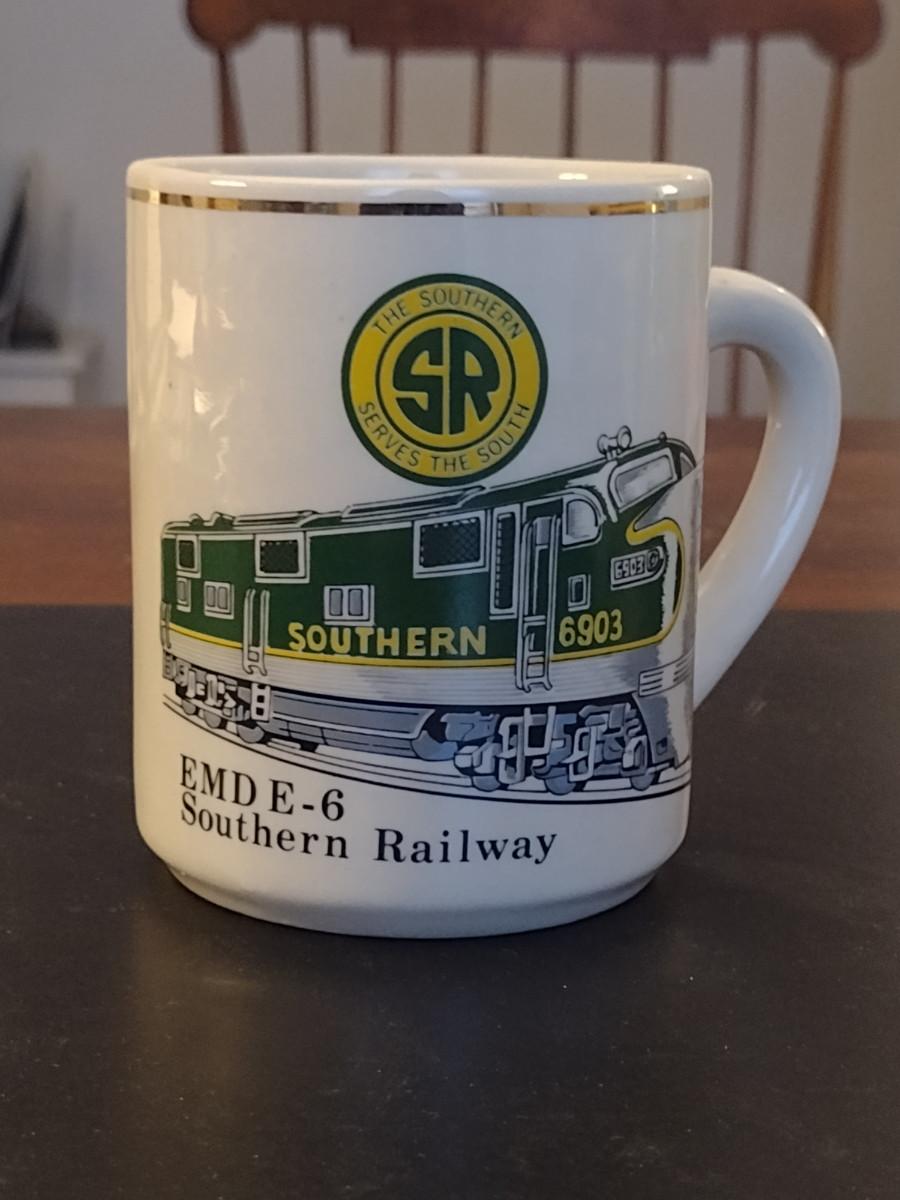 THE SOUTHERN
SR
SERVES THE SOUTH
6903
SOUTHERN 6903
EMD E-6
Southern Railway